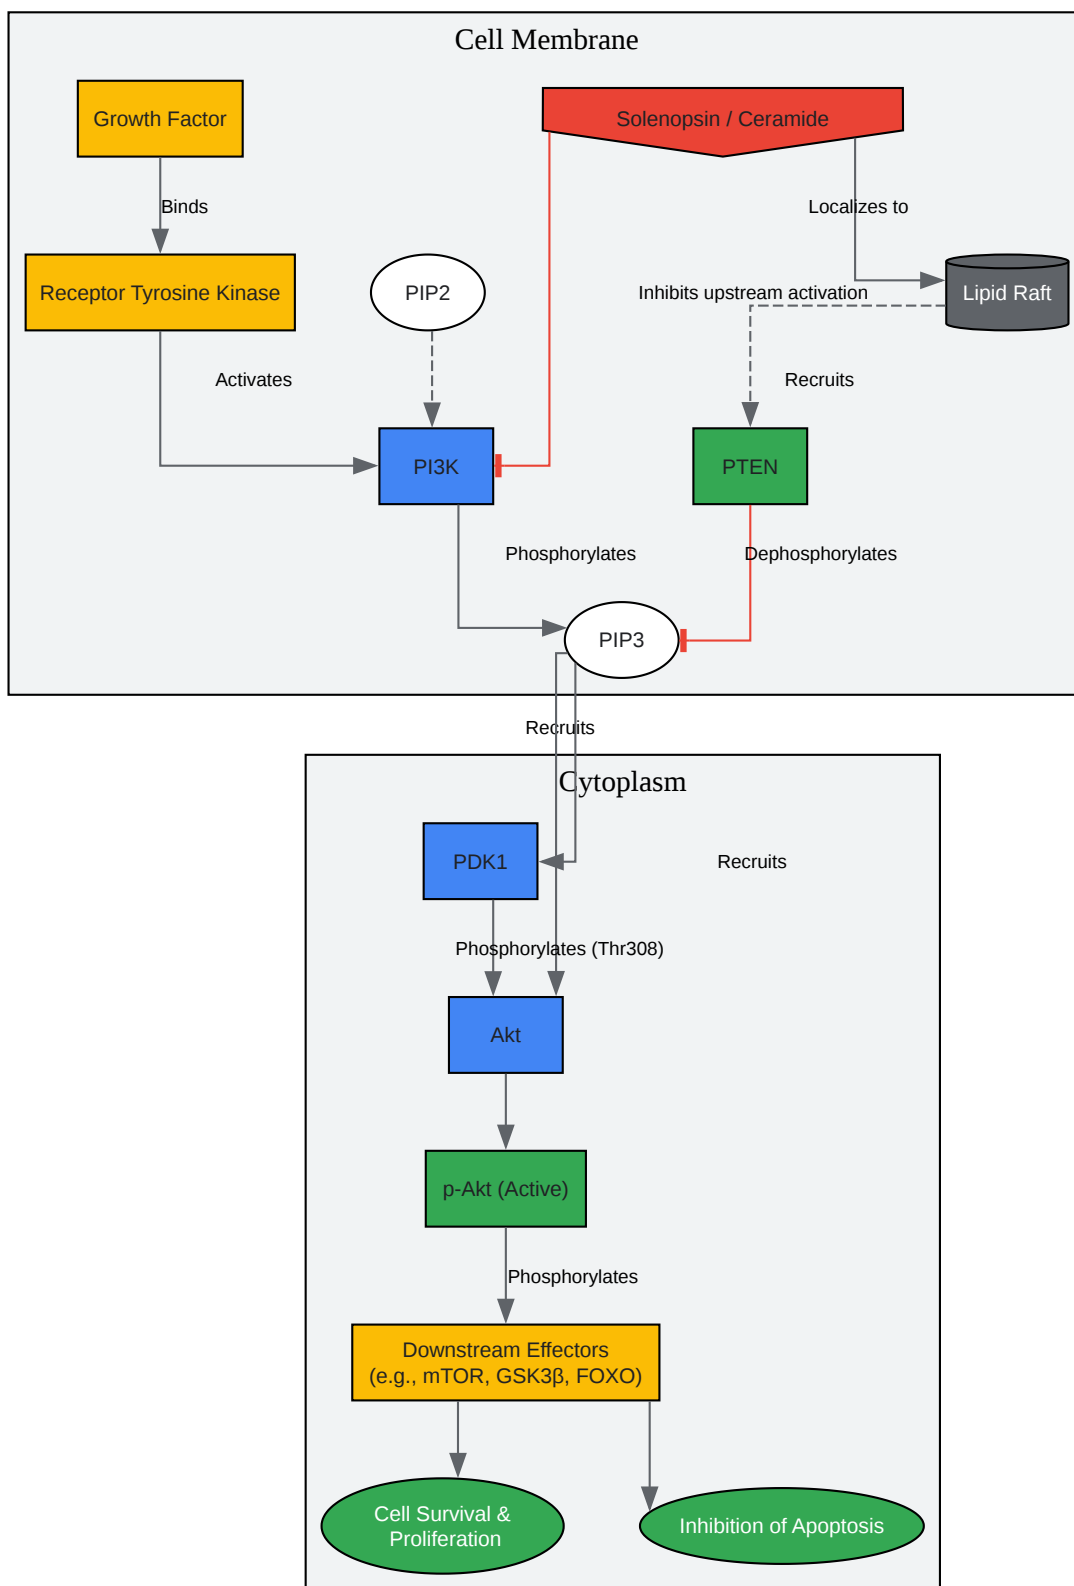 Cell Membrane
Growth Factor
Solenopsin / Ceramide
Binds
Localizes to
Receptor Tyrosine Kinase
PIP2
Inhibits upstream activation
Lipid Raft
Activates
Recruits
PI3K
PTEN
Phosphorylates
Dephosphorylates
PIP3
Recruits
Cytoplasm
PDK1
Recruits
Phosphorylates (Thr308)
Akt
p-Akt (Active)
Phosphorylates
Downstream Effectors
(e.g., mTOR, GSK3β, FOXO)
Cell Survival &
Proliferation
Inhibition of Apoptosis